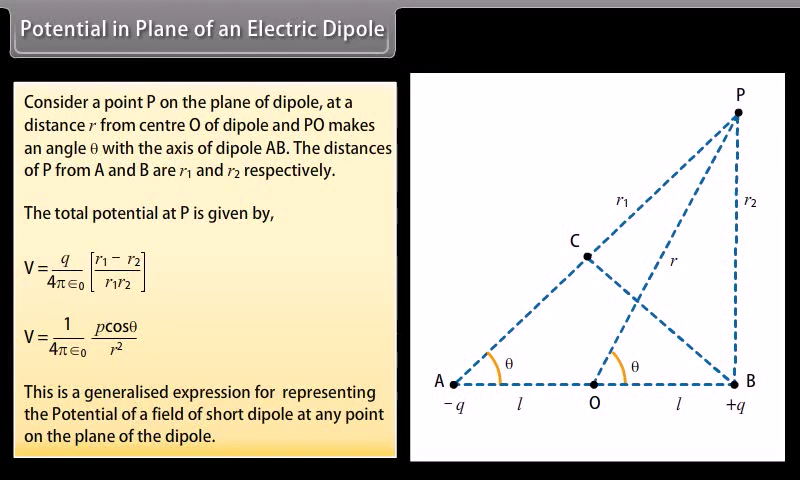 Potential in Plane of an Electric Dipole
Consider a point P on the plane of dipole, at a
distance r from centre O of dipole and PO makes
an angle θ with the axis of dipole AB. The distances
of P from A and B are r₁ and r₂ respectively.
The total potential at P is given by,
V = q/4π∈₀ [r₁ − r₂/r₁r₂]
V = 1/4π∈₀ pcosθ/r²
This is a generalised expression for representing
the Potential of a field of short dipole at any point
on the plane of the dipole.
P
r₁
r₂
C
r
θ
θ
A
B
−q
l
O
l
+q